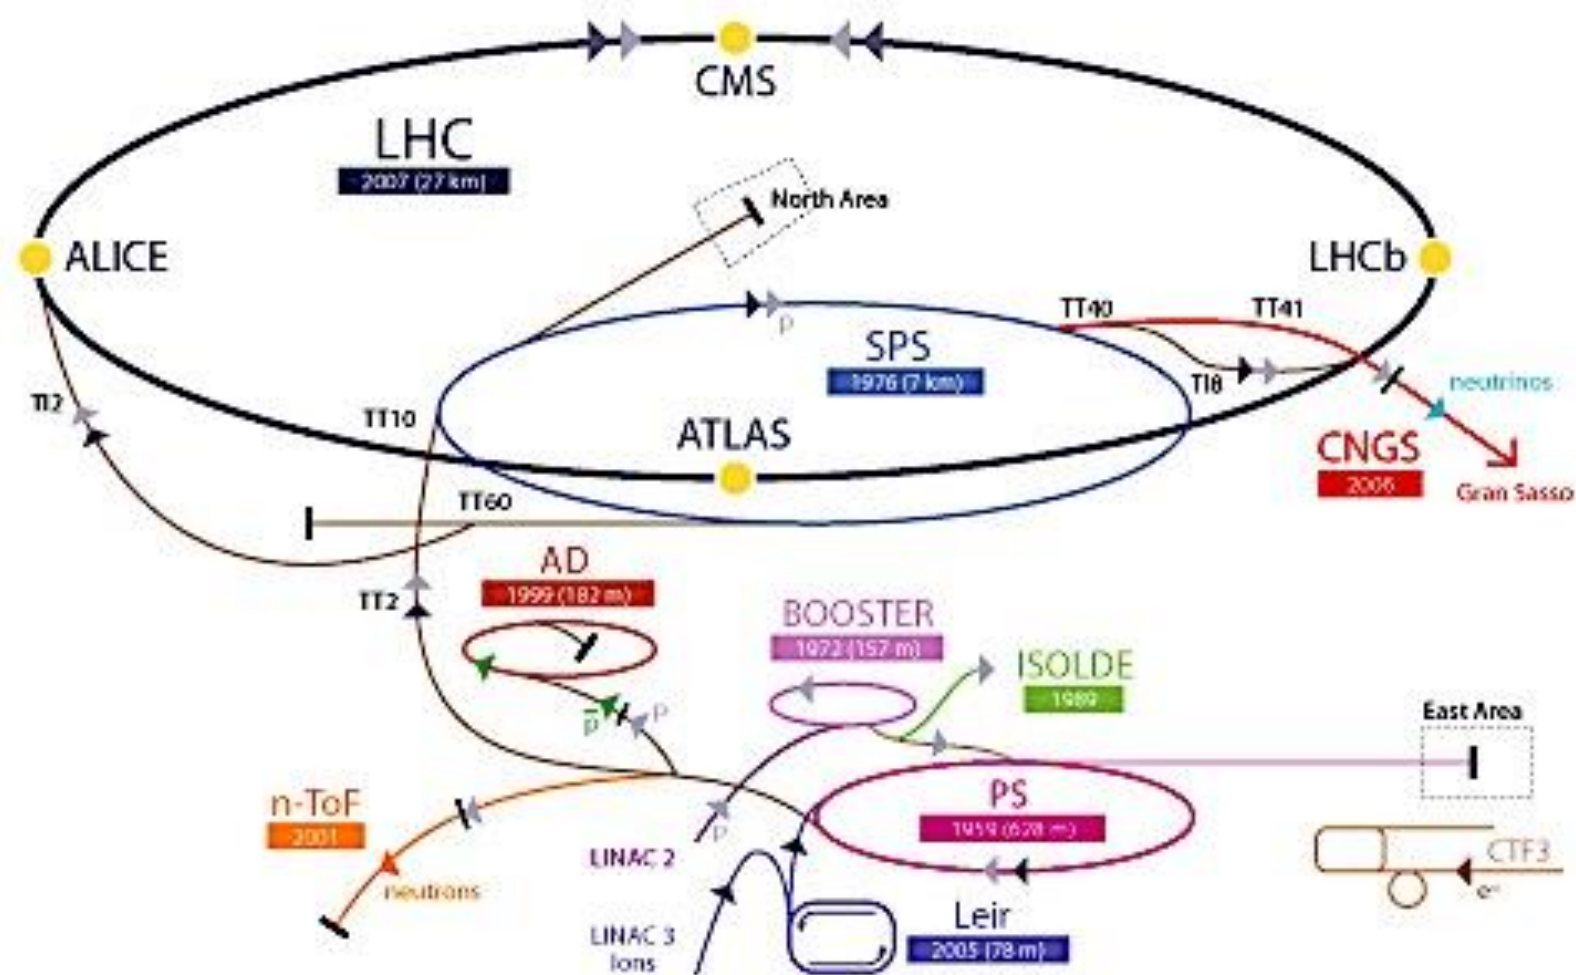 CMS
LHC
2007 (27 km)
North Area
ALICE
LHCb
TT40
TT41
p
SPS
1976 (7 km)
TI8
neutrinos
TI2
TT10
ATLAS
CNGS
2006
Gran Sasso
TT60
AD
1999 (182 m)
TT2
BOOSTER
1972 (157 m)
ISOLDE
1989
p
p
East Area
n-ToF
2001
PS
1959 (628 m)
p
LINAC 2
CTF3
e-
neutrons
Leir
2005 (78 m)
LINAC 3
Ions